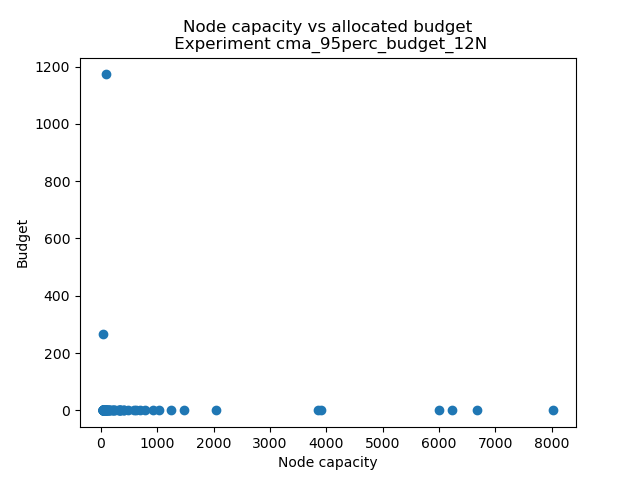 Node capacity vs allocated budget
Experiment cma_95perc_budget_12N
1200
1000
800
600
400
200
0
Budget
0 1000 2000 3000 4000 5000 6000 7000 8000
Node capacity